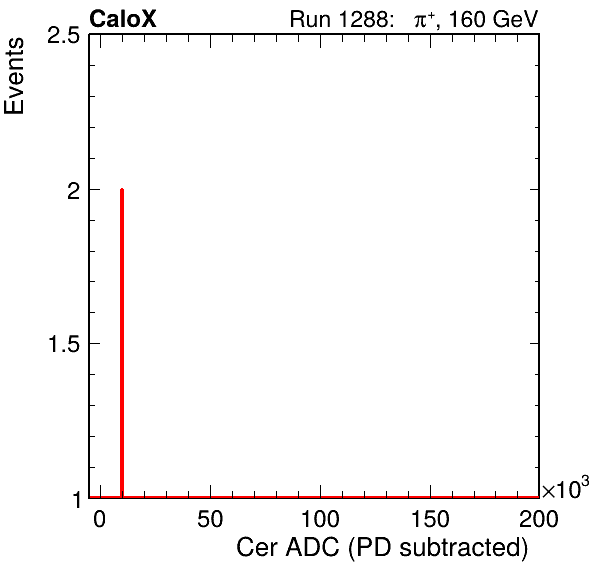 CaloX Run 1288: π⁺, 160 GeV
Events
2.5
2
1.5
1
0 50 100 150 200
×10³
Cer ADC (PD subtracted)